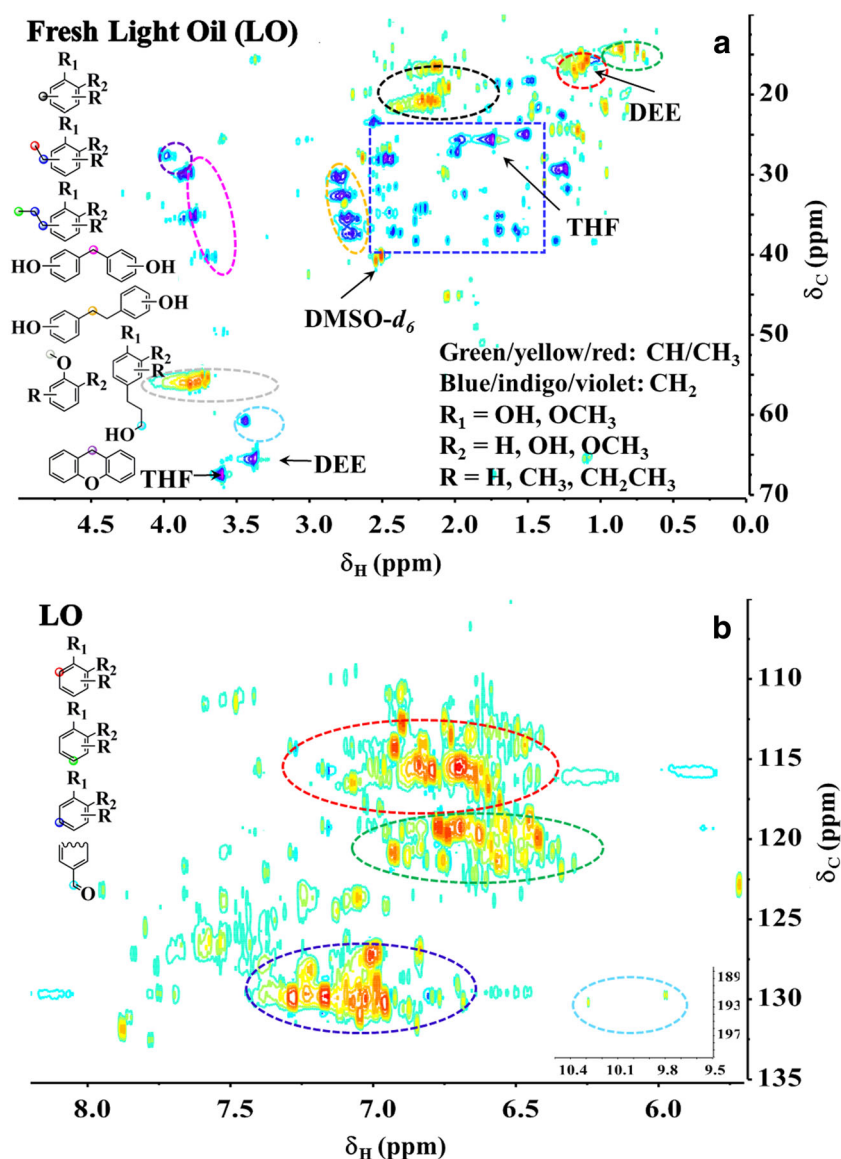 Fresh Light Oil (LO)
a
R1
R2
R
R1
R2
R
R1
R2
R
HO
OH
OH
HO
R1
R2
R
R2
R
HO
O
DEE
THF
DMSO-d6
THF
DEE
Green/yellow/red: CH/CH3
Blue/indigo/violet: CH2
R1 = OH, OCH3
R2 = H, OH, OCH3
R = H, CH3, CH2CH3
20
30
40
50
60
70
δC (ppm)
4.5 4.0 3.5 3.0 2.5 2.0 1.5 1.0 0.0
δH (ppm)
LO
b
R1
R2
R
R1
R2
R
R1
R2
R
O
110
115
120
125
130
135
δC (ppm)
189
193
197
10.4 10.1 9.8 9.5
8.0 7.5 7.0 6.5 6.0
δH (ppm)